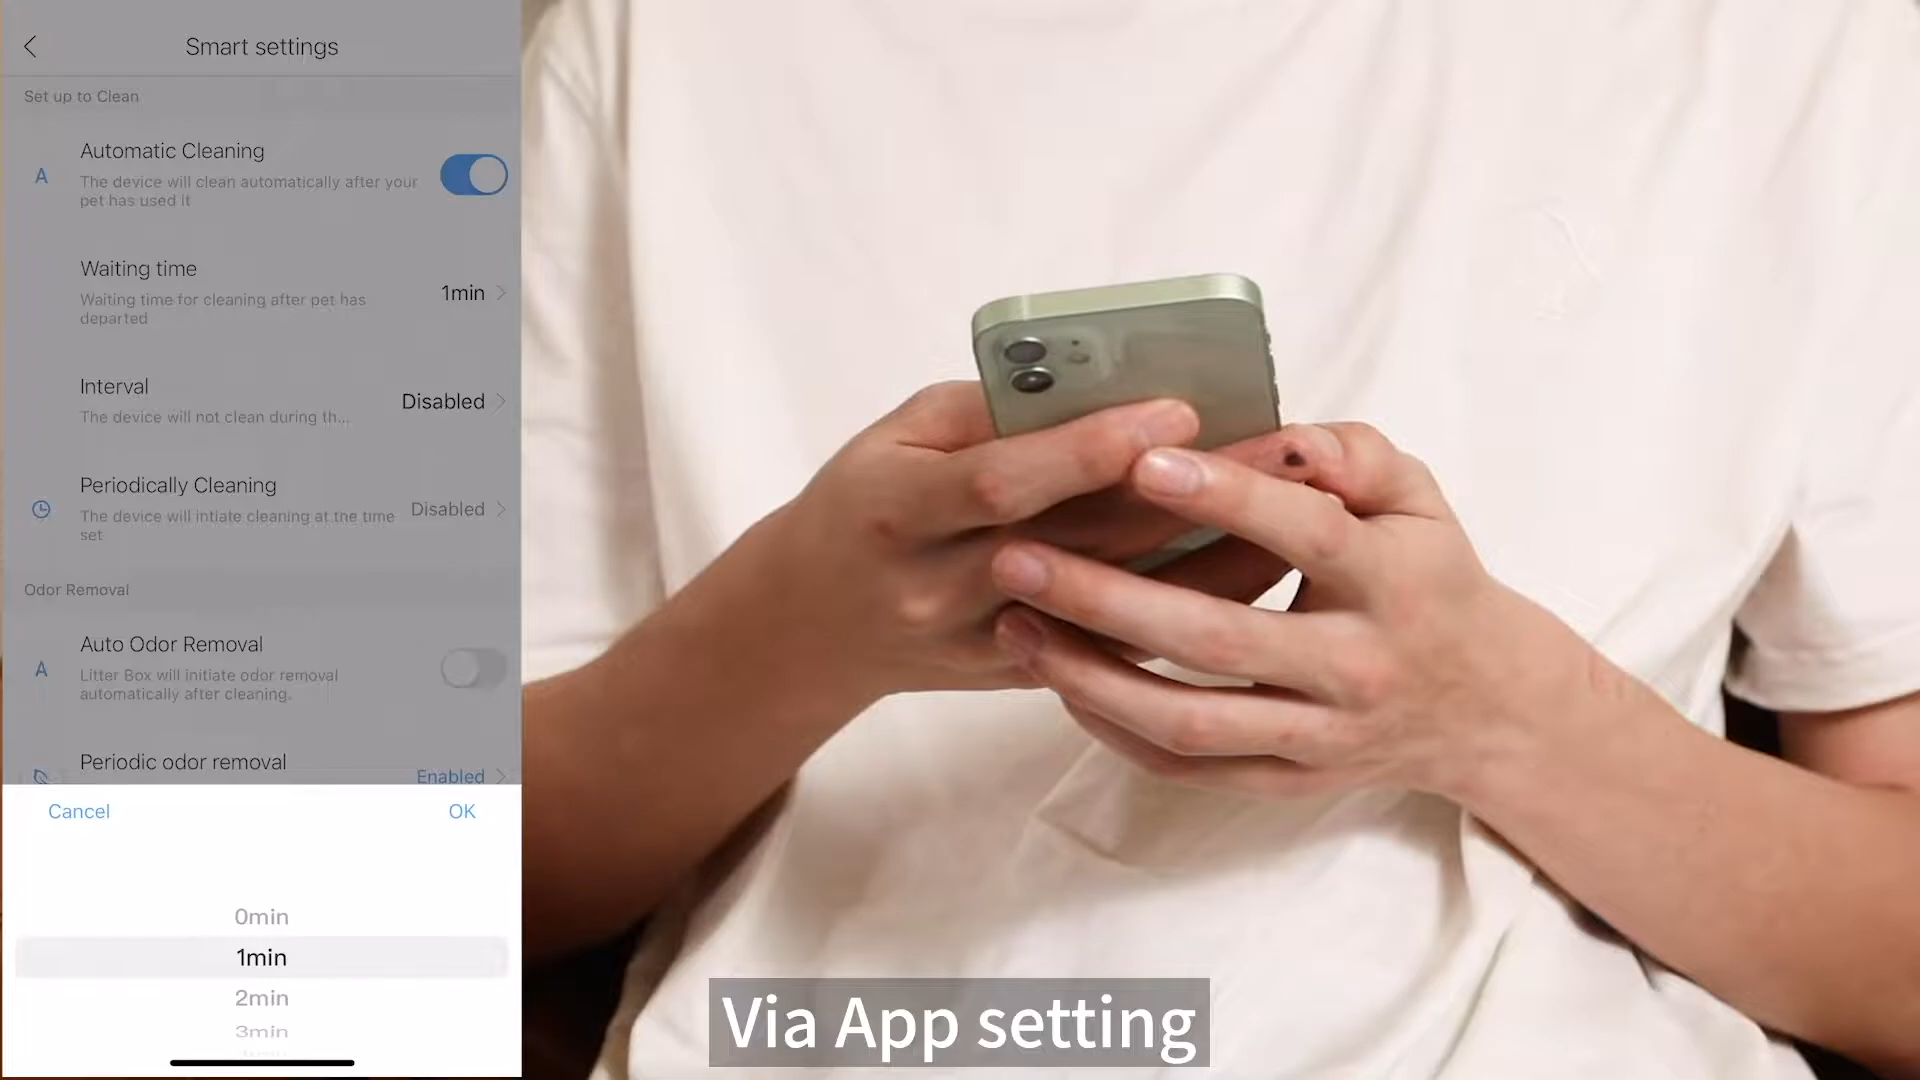 Smart settings
Set up to Clean
Automatic Cleaning
A
The device will clean automatically after your
pet has used it
Waiting time
Waiting time for cleaning after pet has
departed
1min
Interval
The device will not clean during th...
Disabled
Periodically Cleaning
The device will intiate cleaning at the time
set
Disabled
Odor Removal
Auto Odor Removal
A
Litter Box will initiate odor removal
automatically after cleaning.
Periodic odor removal
Enabled
Cancel
OK
0min
1min
2min
3min
Via App setting